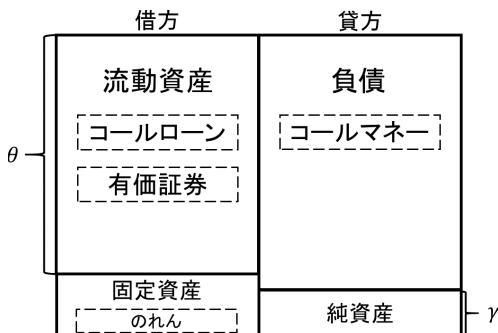 借方
貸方
流動資産
負債
コールローン
コールマネー
θ
有価証券
固定資産
のれん
純資産
γ